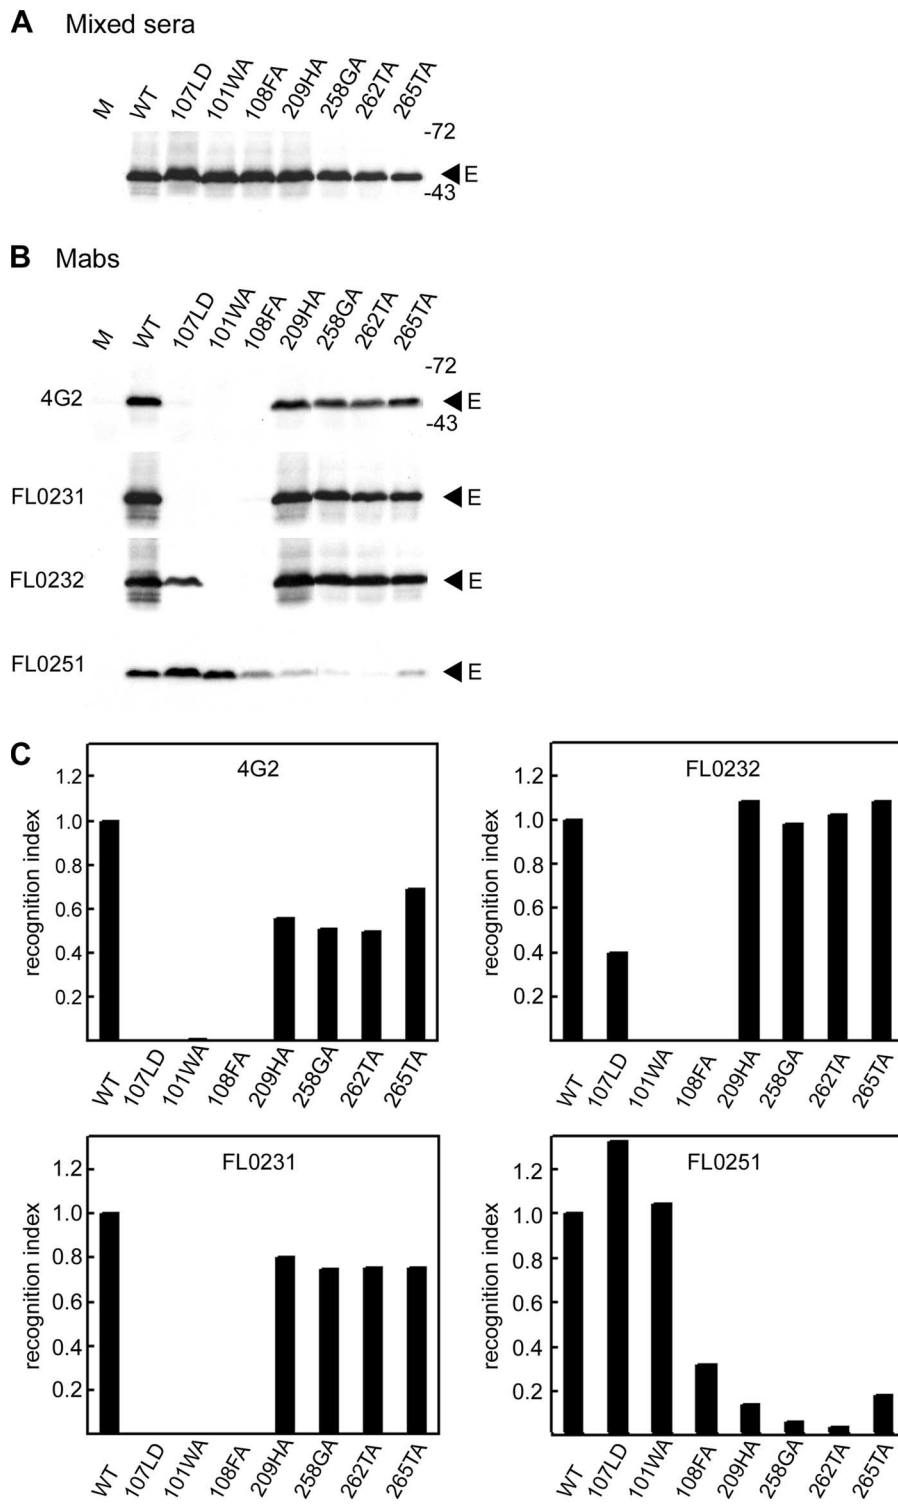 A Mixed sera
M WT 107LD 101WA 108FA 209HA 258GA 262TA 265TA
-72
E
-43
B Mabs
M WT 107LD 101WA 108FA 209HA 258GA 262TA 265TA
-72
4G2 E
-43
FL0231 E
FL0232 E
FL0251 E
C
4G2
recognition index
1.2
1.0
0.8
0.6
0.4
0.2
WT 107LD 101WA 108FA 209HA 258GA 262TA 265TA
FL0232
recognition index
1.2
1.0
0.8
0.6
0.4
0.2
WT 107LD 101WA 108FA 209HA 258GA 262TA 265TA
FL0231
recognition index
1.2
1.0
0.8
0.6
0.4
0.2
WT 107LD 101WA 108FA 209HA 258GA 262TA 265TA
FL0251
recognition index
1.2
1.0
0.8
0.6
0.4
0.2
WT 107LD 101WA 108FA 209HA 258GA 262TA 265TA